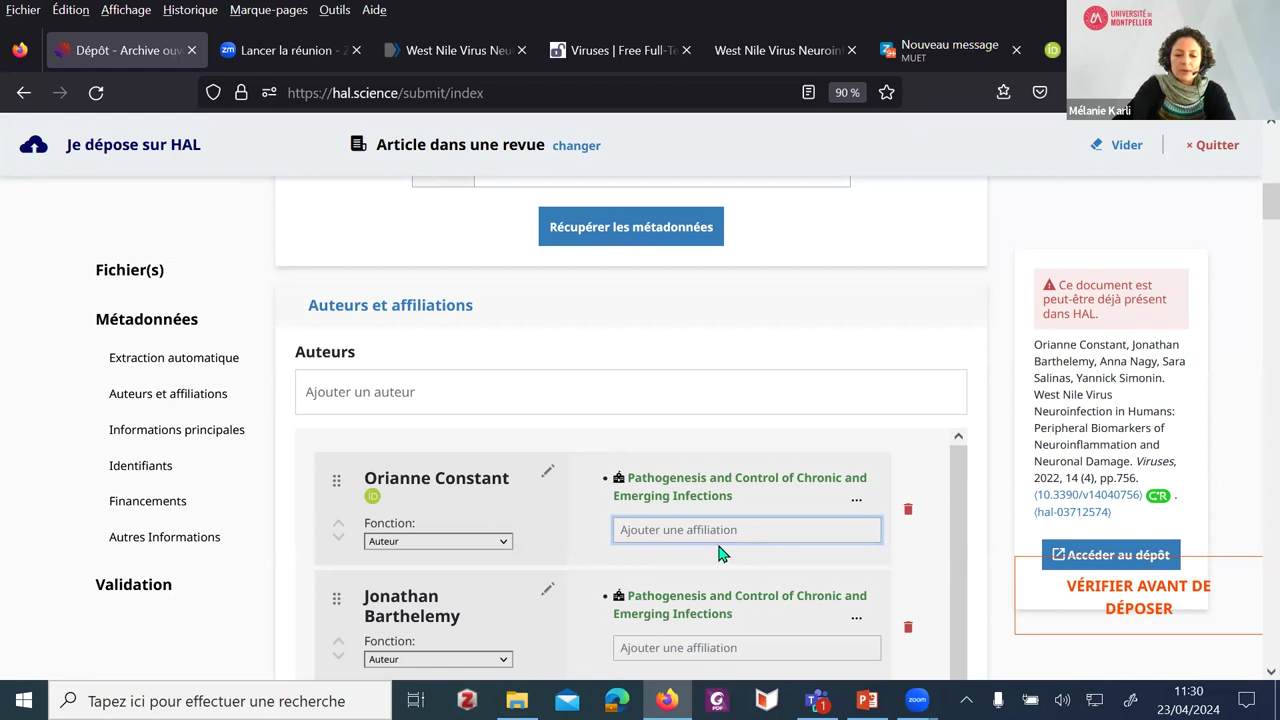 Fichier Édition Affichage Historique Marque-pages Outils Aide
UNIVERSITÉ DE
MONTPELLIER
Dépôt - Archive ouv
Lancer la réunion - Z
West Nile Virus Neu
Viruses | Free Full-Te
West Nile Virus Neuroin
Nouveau message
MUET
https://hal.science/submit/index
90 %
Mélanie Karli
Je dépose sur HAL
Article dans une revue changer
Vider
× Quitter
Récupérer les métadonnées
Fichier(s)
Métadonnées
Extraction automatique
Auteurs et affiliations
Informations principales
Identifiants
Financements
Autres Informations
Validation
Auteurs et affiliations
Auteurs
Ajouter un auteur
Orianne Constant
iD
Fonction:
Auteur
• Pathogenesis and Control of Chronic and
Emerging Infections
...
Ajouter une affiliation
Jonathan
Barthelemy
Fonction:
Auteur
• Pathogenesis and Control of Chronic and
Emerging Infections
...
Ajouter une affiliation
Ce document est
peut-être déjà présent
dans HAL.
Orianne Constant, Jonathan
Barthelemy, Anna Nagy, Sara
Salinas, Yannick Simonin.
West Nile Virus
Neuroinfection in Humans:
Peripheral Biomarkers of
Neuroinflammation and
Neuronal Damage. Viruses,
2022, 14 (4), pp.756.
⟨10.3390/v14040756⟩ .
⟨hal-03712574⟩
Accéder au dépôt
VÉRIFIER AVANT DE
DÉPOSER
Tapez ici pour effectuer une recherche
zoom
11:30
23/04/2024